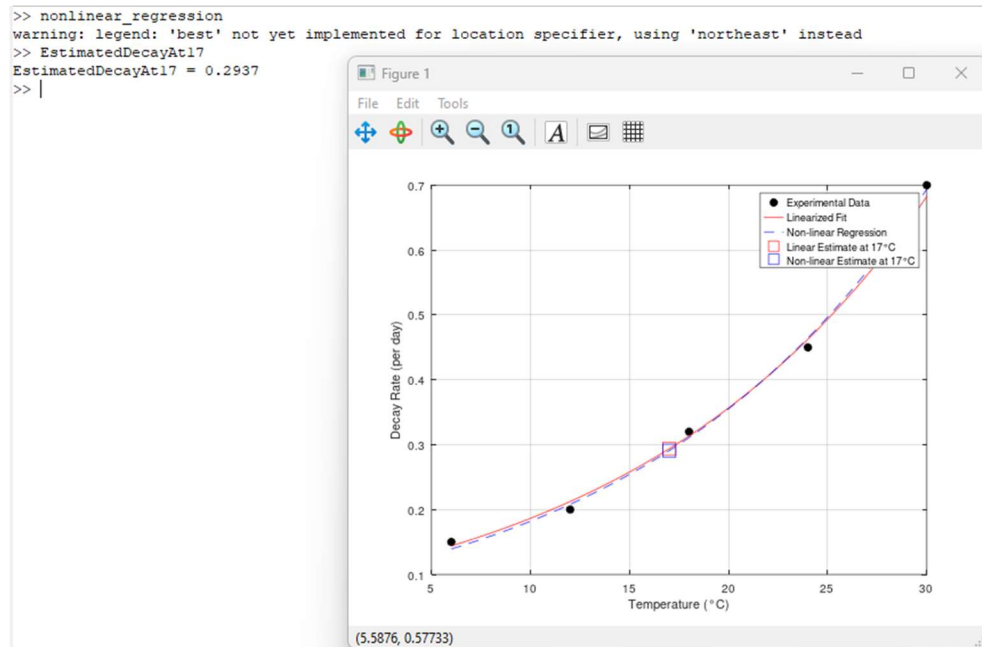 >> nonlinear_regression
warning: legend: 'best' not yet implemented for location specifier, using 'northeast' instead
>> EstimatedDecayAt17
EstimatedDecayAt17 = 0.2937
>>
Figure 1
File Edit Tools
A
0.7
0.6
0.5
0.4
0.3
0.2
0.1
Decay Rate (per day)
Experimental Data
Linearized Fit
Non-linear Regression
Linear Estimate at 17°C
Non-linear Estimate at 17°C
5 10 15 20 25 30
Temperature (°C)
(5.5876, 0.57733)